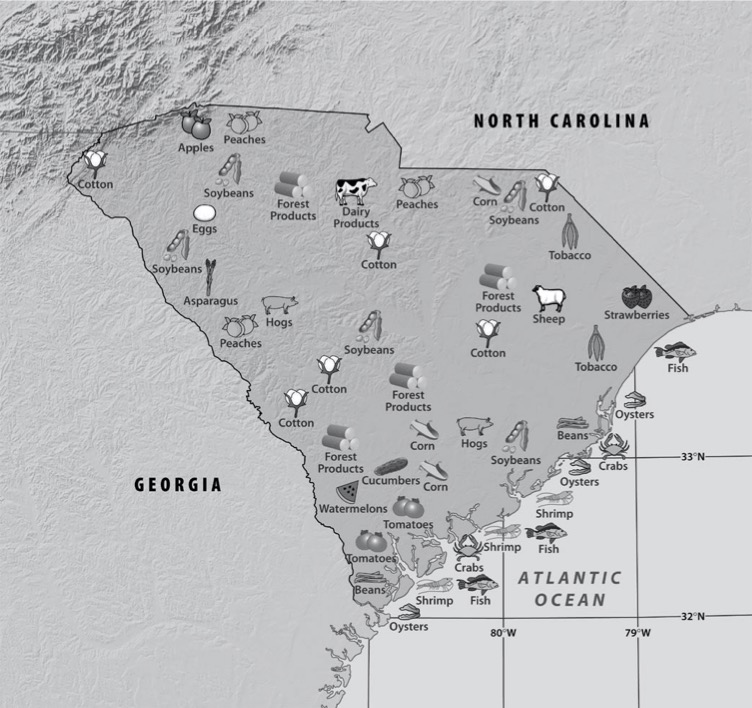 NORTH CAROLINA
Apples
Peaches
Cotton
Soybeans
Forest
Products
Dairy
Products
Peaches
Corn
Soybeans
Cotton
Eggs
Tobacco
Cotton
Soybeans
Asparagus
Forest
Products
Sheep
Strawberries
Hogs
Peaches
Soybeans
Cotton
Tobacco
Fish
Cotton
Forest
Products
Cotton
Oysters
Corn
Hogs
Beans
Soybeans
Crabs
33°N
Forest
Products
Cucumbers
Corn
Oysters
GEORGIA
Watermelons
Tomatoes
Shrimp
Tomatoes
Crabs
Shrimp
Fish
Beans
Shrimp
Fish
ATLANTIC
OCEAN
Oysters
32°N
80°W
79°W